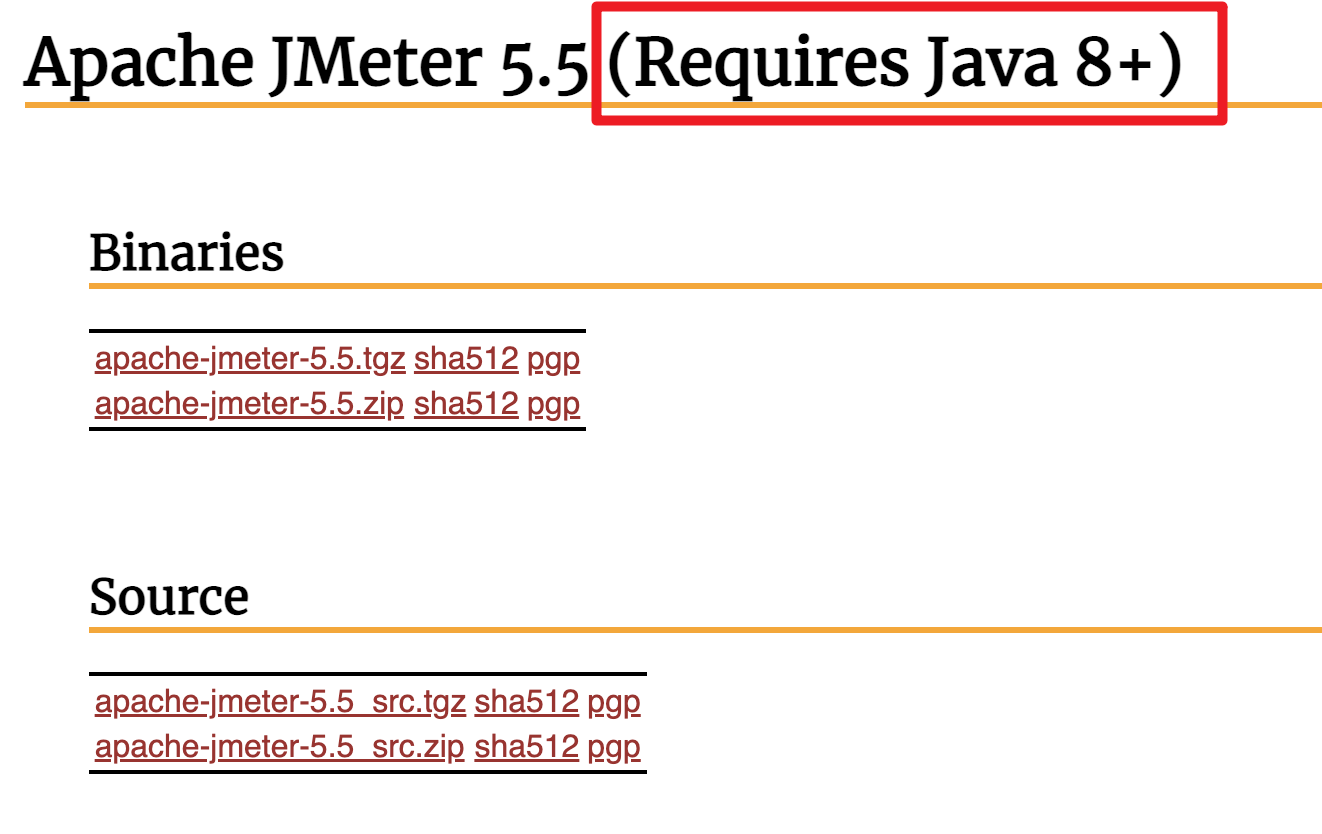 Apache JMeter 5.5 (Requires Java 8+)
Binaries
apache-jmeter-5.5.tgz sha512 pgp
apache-jmeter-5.5.zip sha512 pgp
Source
apache-jmeter-5.5_src.tgz sha512 pgp
apache-jmeter-5.5_src.zip sha512 pgp